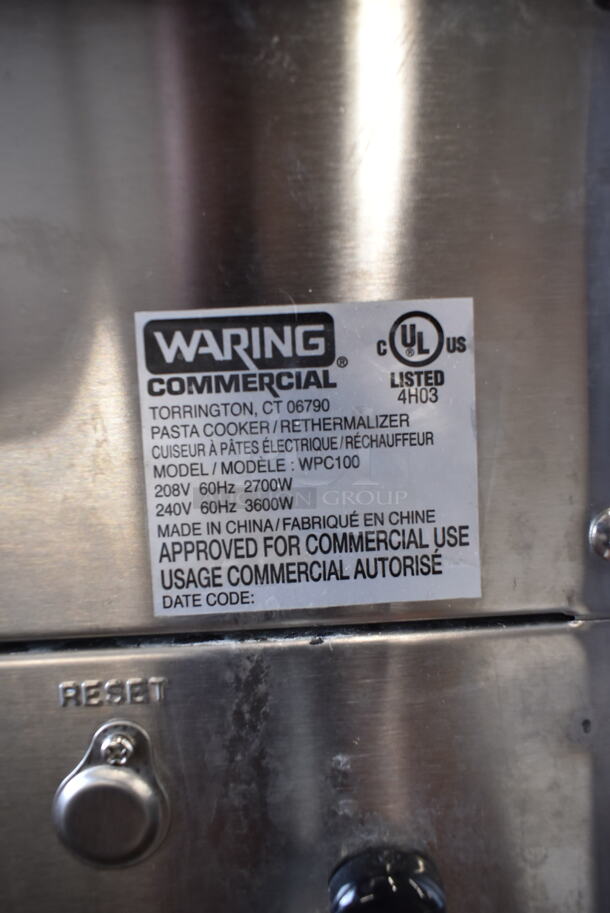 WARING®
COMMERCIAL
C UL US
LISTED
4H03
TORRINGTON, CT 06790
PASTA COOKER / RETHERMALIZER
CUISEUR À PÂTES ÉLECTRIQUE / RÉCHAUFFEUR
MODEL / MODÈLE : WPC100
208V 60Hz 2700W
240V 60Hz 3600W
GROUP
MADE IN CHINA / FABRIQUÉ EN CHINE
APPROVED FOR COMMERCIAL USE
USAGE COMMERCIAL AUTORISÉ
DATE CODE:
RESET